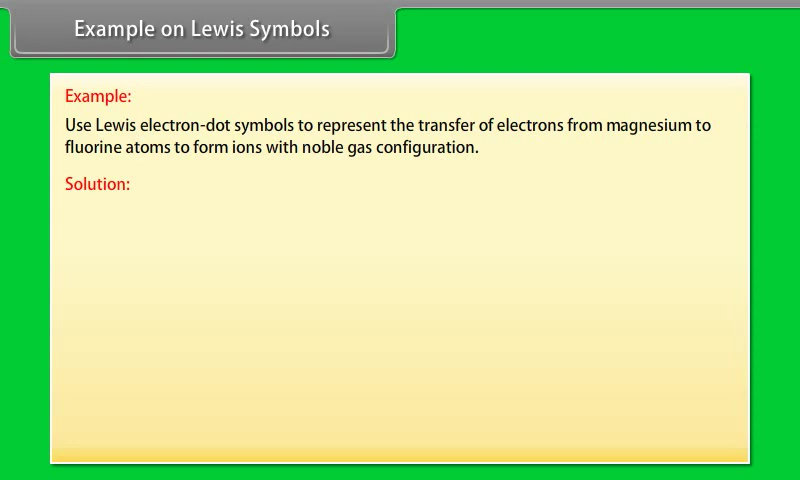 Example on Lewis Symbols
Example:
Use Lewis electron-dot symbols to represent the transfer of electrons from magnesium to
fluorine atoms to form ions with noble gas configuration.
Solution: